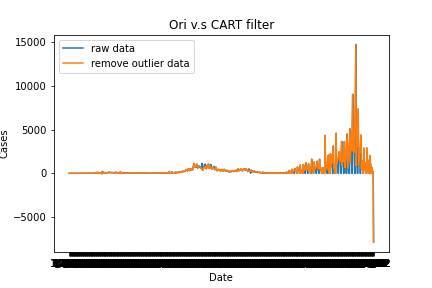 Ori v.s CART filter
raw data
remove outlier data
15000
10000
5000
0
−5000
Cases
Date